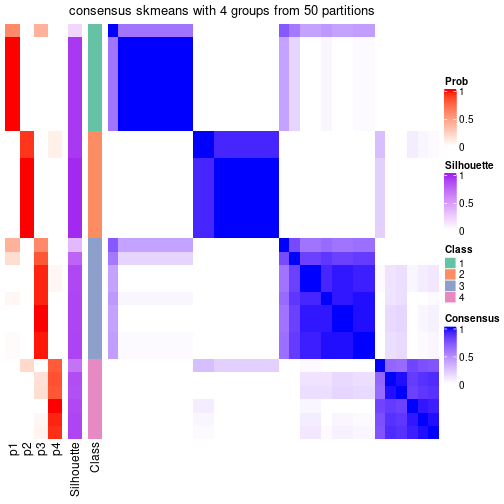 consensus skmeans with 4 groups from 50 partitions
Prob
1
0.5
0
Silhouette
1
0.5
0
Class
1
2
3
4
Consensus
1
0.5
0
p1
p2
p3
p4
Silhouette
Class